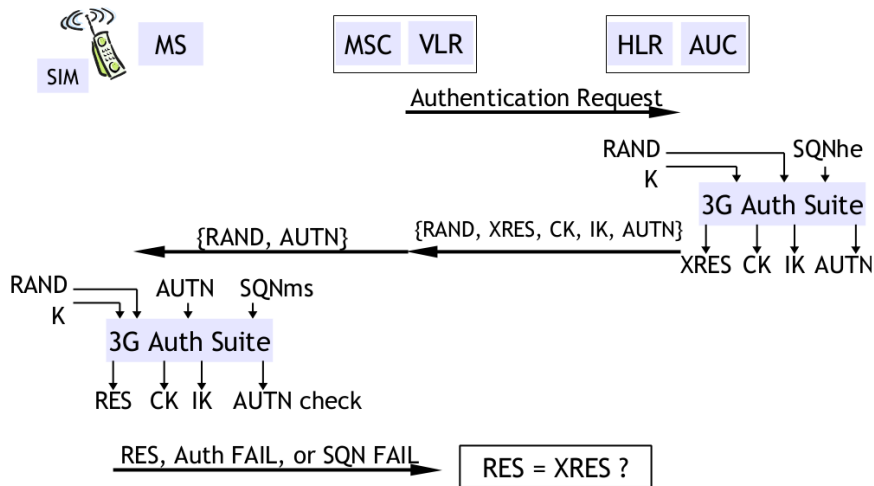 MS
SIM
MSC VLR
HLR AUC
Authentication Request
RAND
K
SQNhe
3G Auth Suite
{RAND, AUTN}
{RAND, XRES, CK, IK, AUTN}
XRES CK IK AUTN
RAND
K
AUTN SQNms
3G Auth Suite
RES CK IK AUTN check
RES, Auth FAIL, or SQN FAIL
RES = XRES ?